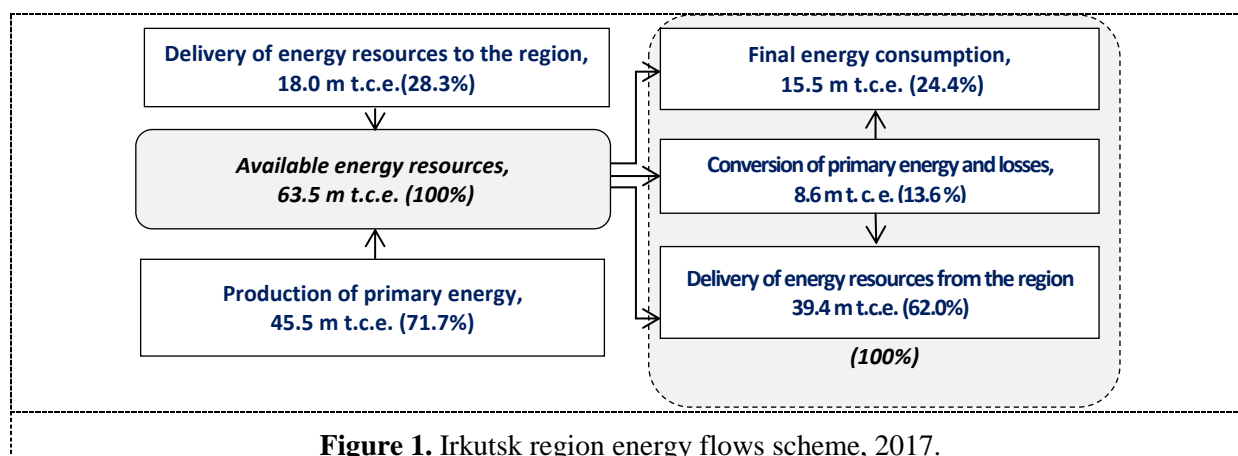 Delivery of energy resources to the region,
18.0 m t.c.e.(28.3%)
Available energy resources,
63.5 m t.c.e. (100%)
Production of primary energy,
45.5 m t.c.e. (71.7%)
Final energy consumption,
15.5 m t.c.e. (24.4%)
Conversion of primary energy and losses,
8.6 m t. c. e. (13.6 %)
Delivery of energy resources from the region
39.4 m t.c.e. (62.0%)
(100%)
Figure 1. Irkutsk region energy flows scheme, 2017.